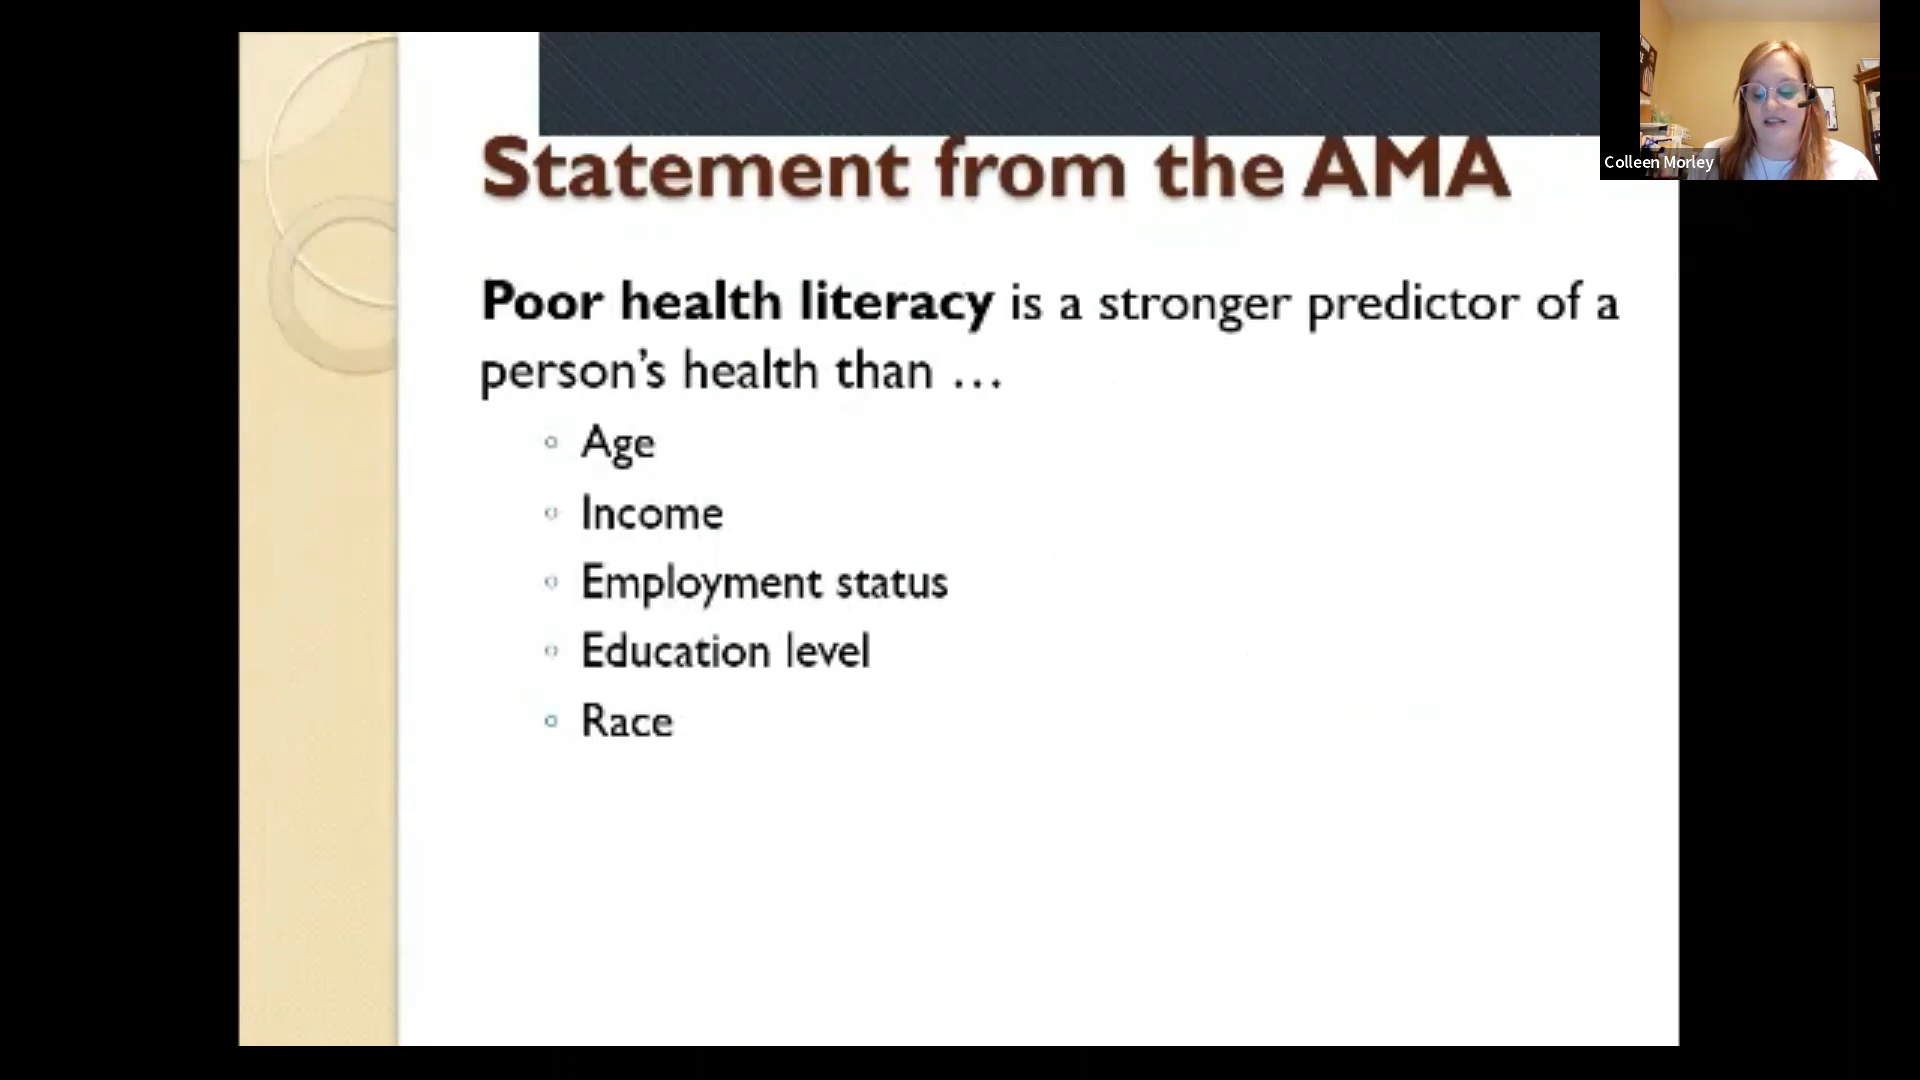 Statement from the AMA
Colleen Morley
Poor health literacy is a stronger predictor of a
person’s health than …
Age
Income
Employment status
Education level
Race